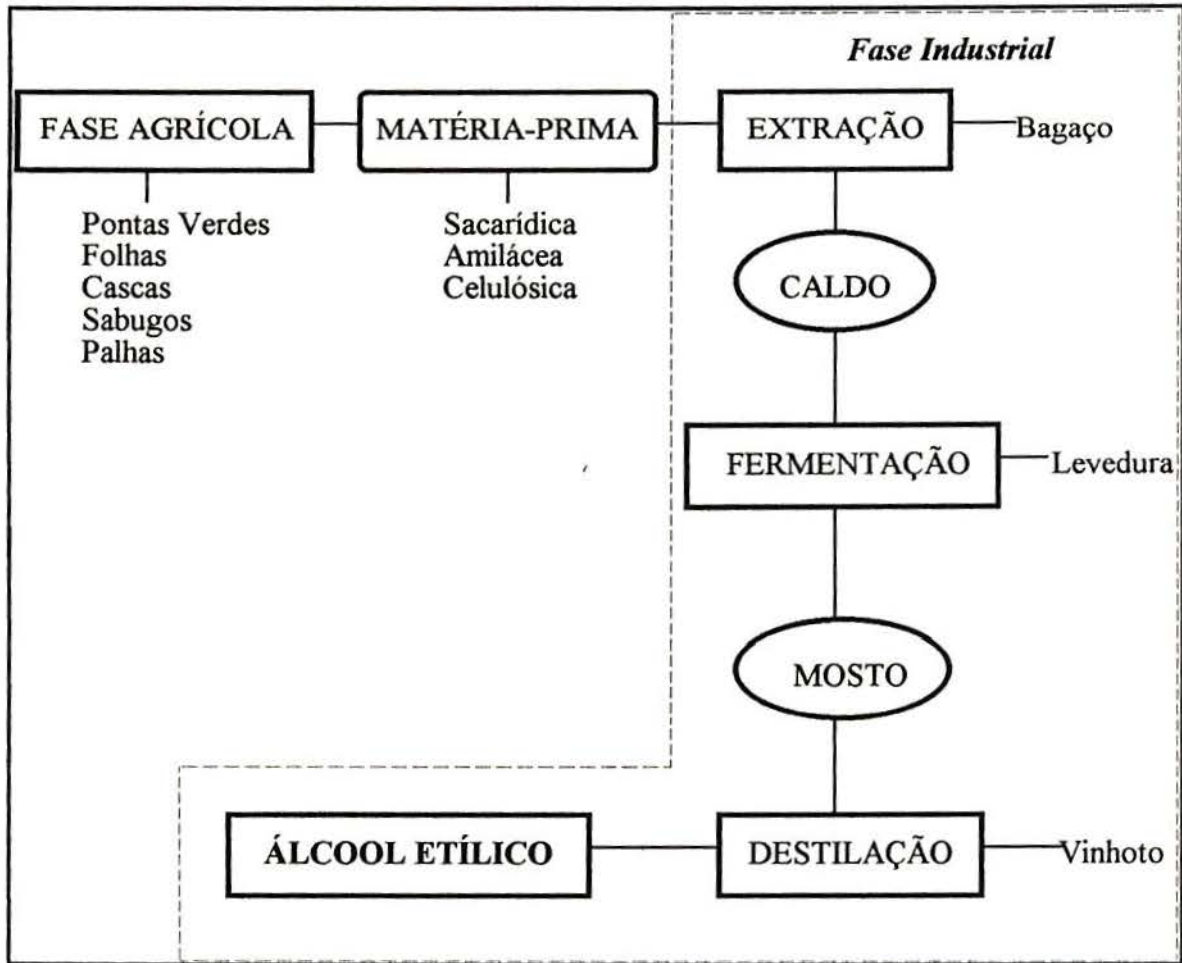 Fase Industrial
FASE AGRÍCOLA
MATÉRIA-PRIMA
EXTRAÇÃO
Bagaço
Pontas Verdes
Folhas
Cascas
Sabugos
Palhas
Sacarídica
Amilácea
Celulósica
CALDO
FERMENTAÇÃO
Levedura
MOSTO
ÁLCOOL ETÍLICO
DESTILAÇÃO
Vinhoto